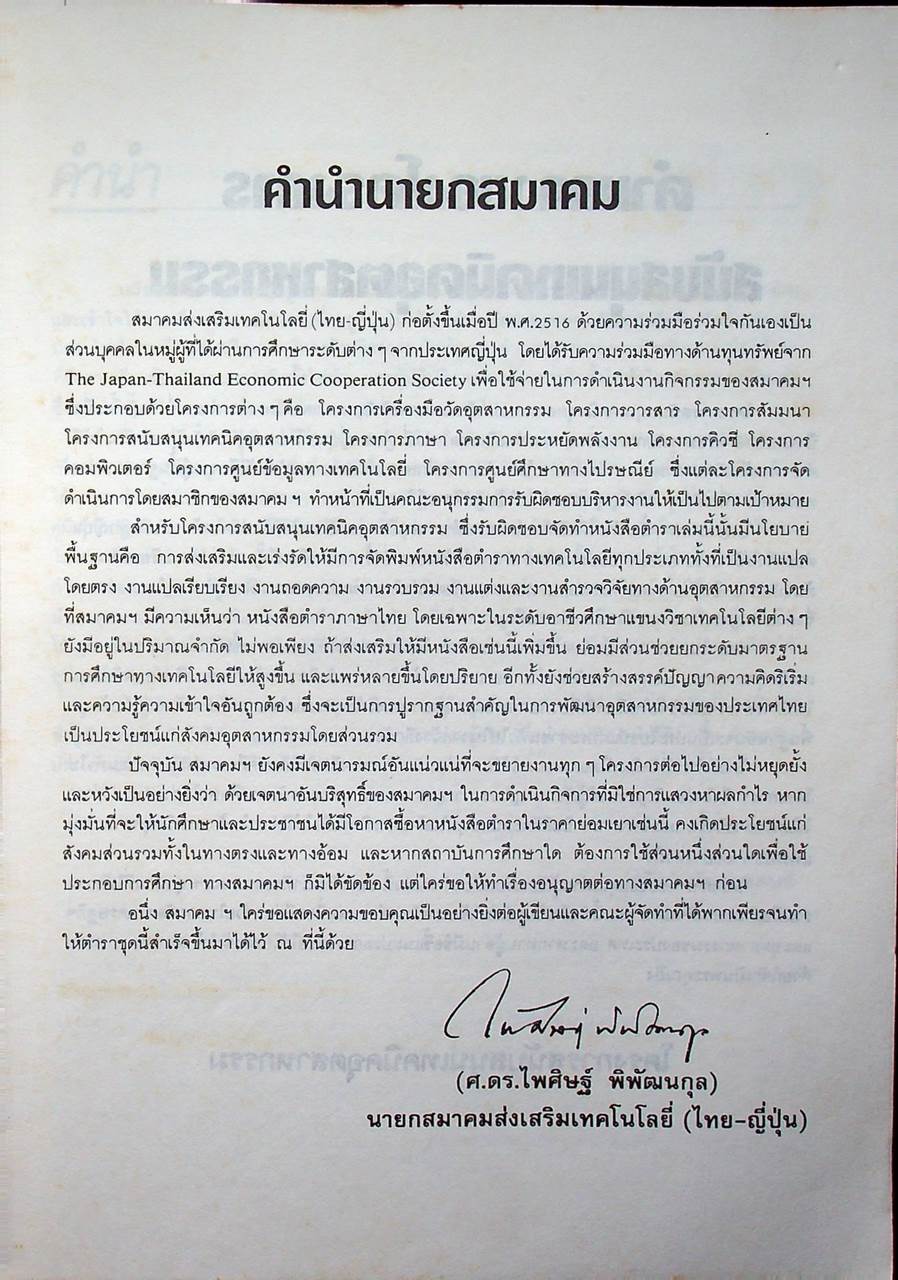 คำนำนายกสมาคม
สมาคมส่งเสริมเทคโนโลยี่ (ไทย-ญี่ปุ่น) ก่อตั้งขึ้นเมื่อปี พ.ศ.2516 ด้วยความร่วมมือร่วมใจกันเองเป็น
ส่วนบุคคลในหมู่ผู้ที่ได้ผ่านการศึกษาระดับต่าง ๆ จากประเทศญี่ปุ่น โดยได้รับความร่วมมือทางด้านทุนทรัพย์จาก
The Japan-Thailand Economic Cooperation Society เพื่อใช้จ่ายในการดำเนินงานกิจกรรมของสมาคมฯ
ซึ่งประกอบด้วยโครงการต่าง ๆ คือ โครงการเครื่องมือวัดอุตสาหกรรม โครงการวารสาร โครงการสัมมนา
โครงการสนับสนุนเทคนิคอุตสาหกรรม โครงการภาษา โครงการประหยัดพลังงาน โครงการคิวซี โครงการ
คอมพิวเตอร์ โครงการศูนย์ข้อมูลทางเทคโนโลยี่ โครงการศูนย์ศึกษาทางไปรษณีย์ ซึ่งแต่ละโครงการจัด
ดำเนินการโดยสมาชิกของสมาคม ฯ ทำหน้าที่เป็นคณะอนุกรรมการรับผิดชอบบริหารงานให้เป็นไปตามเป้าหมาย
สำหรับโครงการสนับสนุนเทคนิคอุตสาหกรรม ซึ่งรับผิดชอบจัดทำหนังสือตำราเล่มนี้นั้นมีนโยบาย
พื้นฐานคือ การส่งเสริมและเร่งรัดให้มีการจัดพิมพ์หนังสือตำราทางเทคโนโลยีทุกประเภททั้งที่เป็นงานแปล
โดยตรง งานแปลเรียบเรียง งานถอดความ งานรวบรวม งานแต่งและงานสำรวจวิจัยทางด้านอุตสาหกรรม โดย
ที่สมาคมฯ มีความเห็นว่า หนังสือตำราภาษาไทย โดยเฉพาะในระดับอาชีวศึกษาแขนงวิชาเทคโนโลยีต่าง ๆ
ยังมีอยู่ในปริมาณจำกัด ไม่พอเพียง ถ้าส่งเสริมให้มีหนังสือเช่นนี้เพิ่มขึ้น ย่อมมีส่วนช่วยยกระดับมาตรฐาน
การศึกษาทางเทคโนโลยีให้สูงขึ้น และแพร่หลายขึ้นโดยปริยาย อีกทั้งยังช่วยสร้างสรรค์ปัญญาความคิดริเริ่ม
และความรู้ความเข้าใจอันถูกต้อง ซึ่งจะเป็นการปูรากฐานสำคัญในการพัฒนาอุตสาหกรรมของประเทศไทย
เป็นประโยชน์แก่สังคมอุตสาหกรรมโดยส่วนรวม
ปัจจุบัน สมาคมฯ ยังคงมีเจตนารมณ์อันแน่วแน่ที่จะขยายงานทุก ๆ โครงการต่อไปอย่างไม่หยุดยั้ง
และหวังเป็นอย่างยิ่งว่า ด้วยเจตนาอันบริสุทธิ์ของสมาคมฯ ในการดำเนินกิจการที่มิใช่การแสวงหาผลกำไร หาก
มุ่งมั่นที่จะให้นักศึกษาและประชาชนได้มีโอกาสซื้อหาหนังสือตำราในราคาย่อมเยาเช่นนี้ คงเกิดประโยชน์แก่
สังคมส่วนรวมทั้งในทางตรงและทางอ้อม และหากสถาบันการศึกษาใด ต้องการใช้ส่วนหนึ่งส่วนใดเพื่อใช้
ประกอบการศึกษา ทางสมาคมฯ ก็มิได้ขัดข้อง แต่ใคร่ขอให้ทำเรื่องอนุญาตต่อทางสมาคมฯ ก่อน
อนึ่ง สมาคม ฯ ใคร่ขอแสดงความขอบคุณเป็นอย่างยิ่งต่อผู้เขียนและคณะผู้จัดทำที่ได้พากเพียรจนทำ
ให้ตำราชุดนี้สำเร็จขึ้นมาได้ไว้ ณ ที่นี้ด้วย
(ศ.ดร.ไพศิษฐ์ พิพัฒนกุล)
นายกสมาคมส่งเสริมเทคโนโลยี่ (ไทย-ญี่ปุ่น)